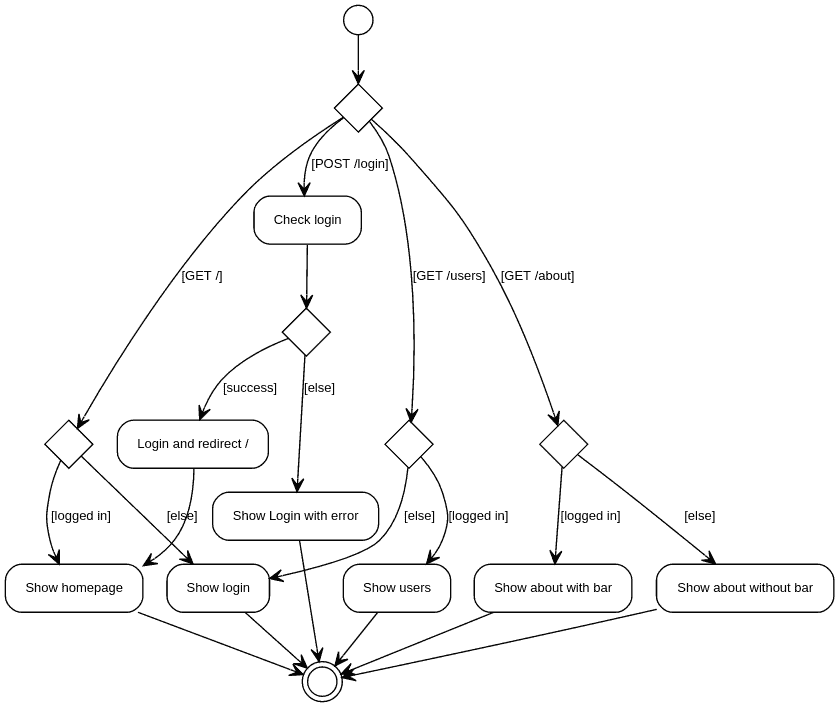 [POST /login]
Check login
[GET /]
[GET /users]
[GET /about]
[success]
[else]
Login and redirect /
[logged in]
[else]
Show Login with error
[else]
[logged in]
[logged in]
[else]
Show homepage
Show login
Show users
Show about with bar
Show about without bar